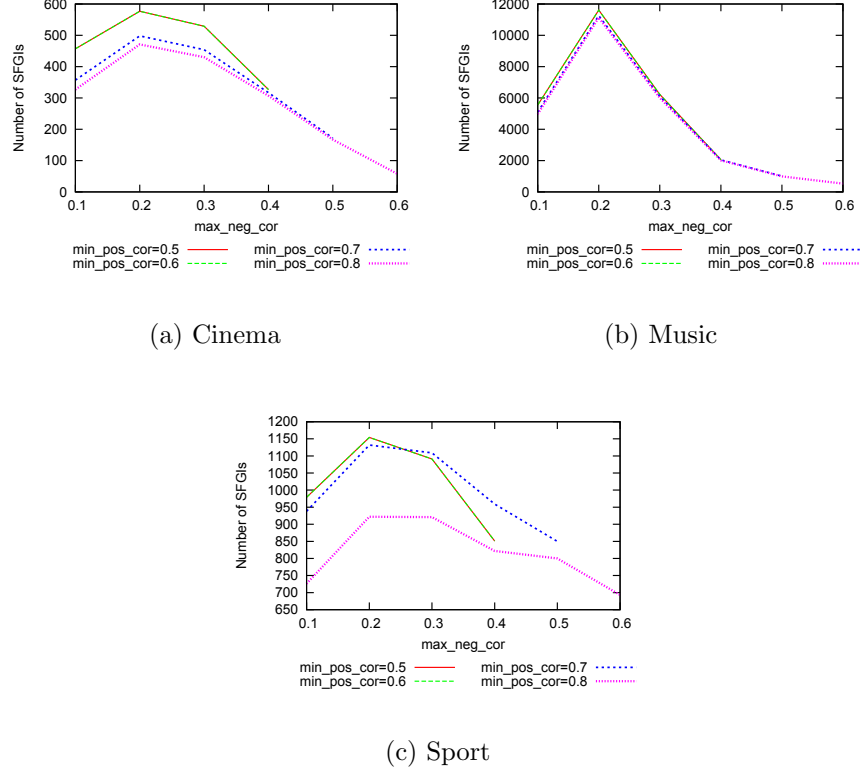 600
500
400
300
200
100
0
Number of SFGIs
0.1 0.2 0.3 0.4 0.5 0.6
max_neg_cor
min_pos_cor=0.5 min_pos_cor=0.7
min_pos_cor=0.6 min_pos_cor=0.8
(a) Cinema
12000
10000
8000
6000
4000
2000
0
Number of SFGIs
0.1 0.2 0.3 0.4 0.5 0.6
max_neg_cor
min_pos_cor=0.5 min_pos_cor=0.7
min_pos_cor=0.6 min_pos_cor=0.8
(b) Music
1200
1150
1100
1050
1000
950
900
850
800
750
700
650
Number of SFGIs
0.1 0.2 0.3 0.4 0.5 0.6
max_neg_cor
min_pos_cor=0.5 min_pos_cor=0.7
min_pos_cor=0.6 min_pos_cor=0.8
(c) Sport